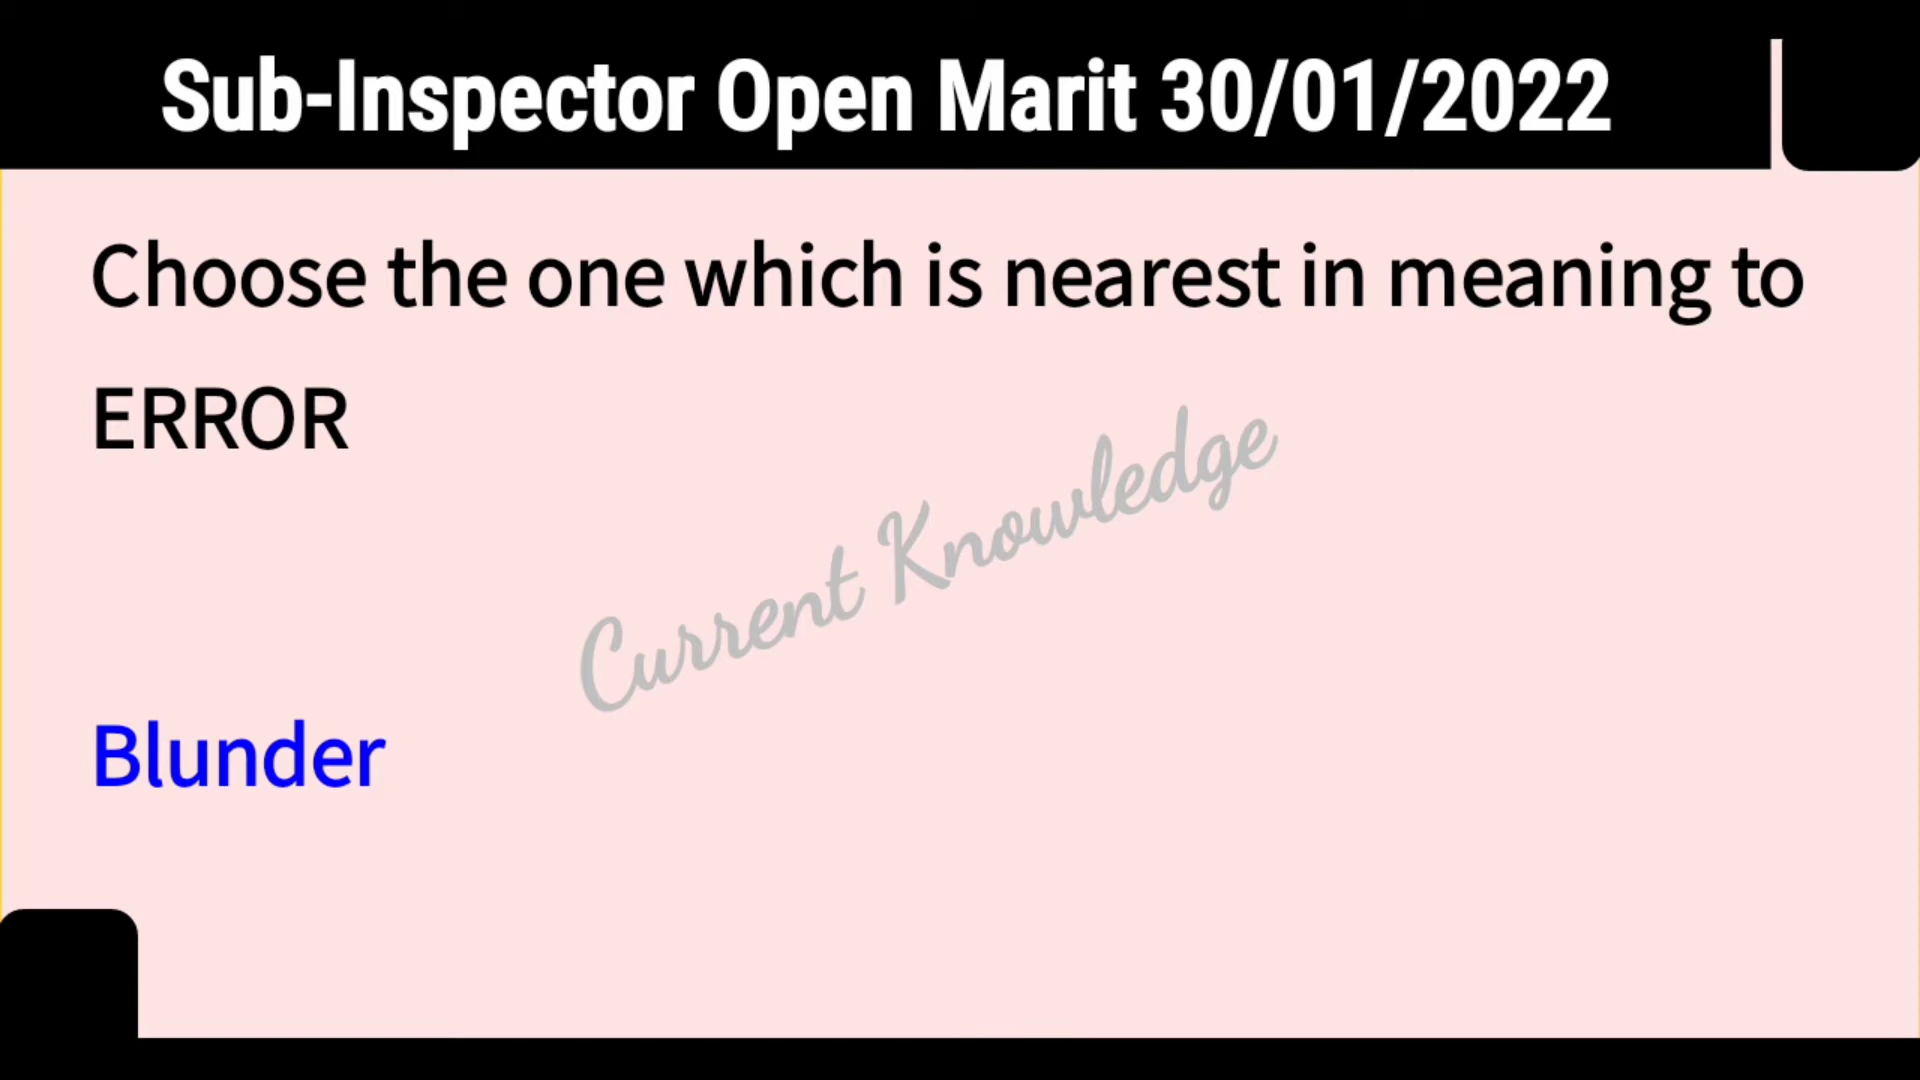 Sub-Inspector Open Marit 30/01/2022
Choose the one which is nearest in meaning to
ERROR
Current Knowledge
Blunder